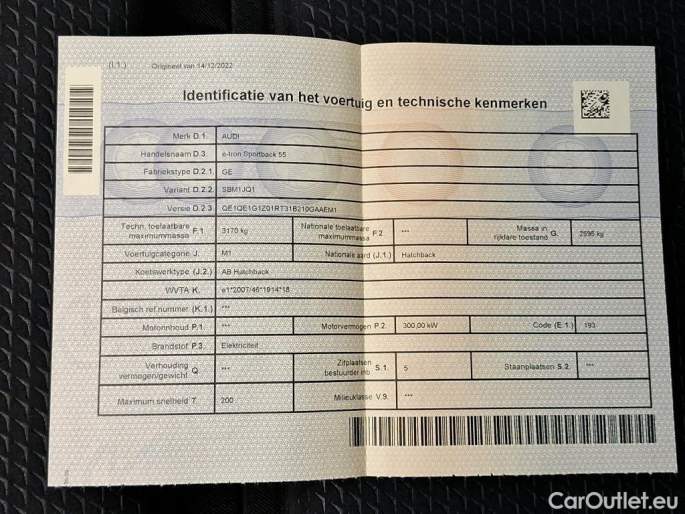 (I.1.) Origineel van 14/12/2022
Identificatie van het voertuig en technische kenmerken
Merk D.1. AUDI
Handelsnaam D.3. e-tron Sportback 55
Fabriekstype D.2.1. GE
Variant D.2.2. SBM1JQ1
Versie D.2.3. QE1QE1G1Z01RT31B210GAAEM1
Techn. toelaatbare maximummassa F.1. 3170 kg Nationale toelaatbare maximummassa F.2. *** Massa in rijklare toestand G. 2595 kg
Voertuigcategorie J. M1 Nationale aard (J.1.) Hatchback
Koetswerktype (J.2.) AB Hatchback
WVTA K. e1*2007/46*1914*18
Belgisch ref.nummer (K.1.) ***
Motorinhoud P.1. *** Motorvermogen P.2. 300,00 kW Code (E.1.) 193
Brandstof P.3. Elektriciteit
Verhouding vermogen/gewicht Q. *** Zitplaatsen bestuurder inb. S.1. 5 Staanplaatsen S.2. ***
Maximum snelheid T. 200 Milieuklasse V.9. ***
CarOutlet.eu